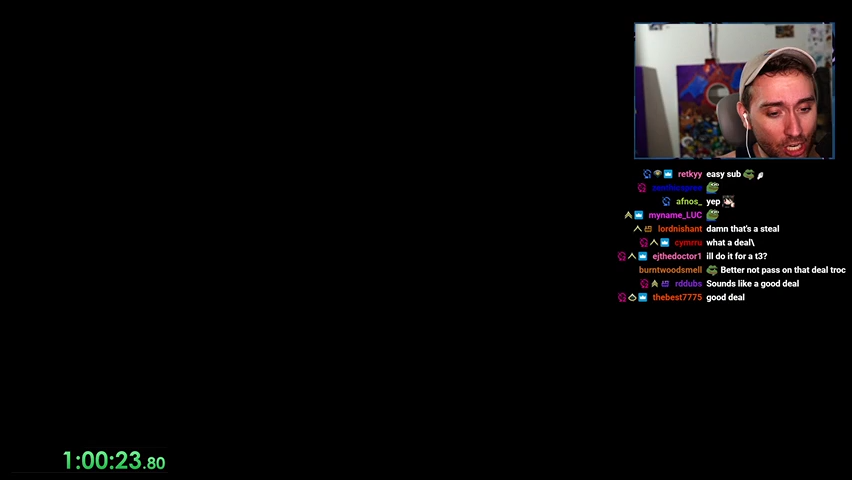 retkyy easy sub
afnos_ yep
myname_LUC
lordnishant damn that's a steal
cymrru what a deal\
ejthedoctor1 ill do it for a t3?
burntwoodsmell Better not pass on that deal troc
rddubs Sounds like a good deal
thebest7775 good deal
1:00:23.80